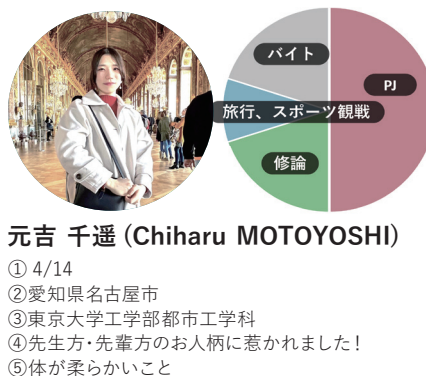 バイト
PJ
旅行、スポーツ観戦
修論
元吉 千遥 (Chiharu MOTOYOSHI)
① 4/14
②愛知県名古屋市
③東京大学工学部都市工学科
④先生方・先輩方のお人柄に惹かれました！
⑤体が柔らかいこと